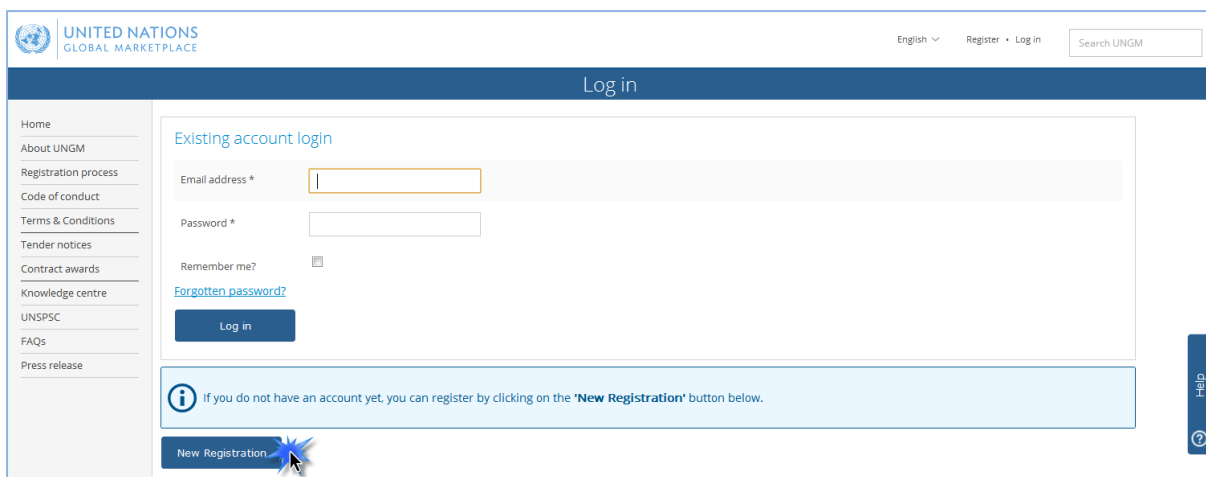 UNITED NATIONS
GLOBAL MARKETPLACE
English
Register • Log in
Search UNGM
Log in
Home
About UNGM
Registration process
Code of conduct
Terms & Conditions
Tender notices
Contract awards
Knowledge centre
UNSPSC
FAQs
Press release
Existing account login
Email address *
Password *
Remember me?
Forgotten password?
Log in
If you do not have an account yet, you can register by clicking on the 'New Registration' button below.
New Registration
Help